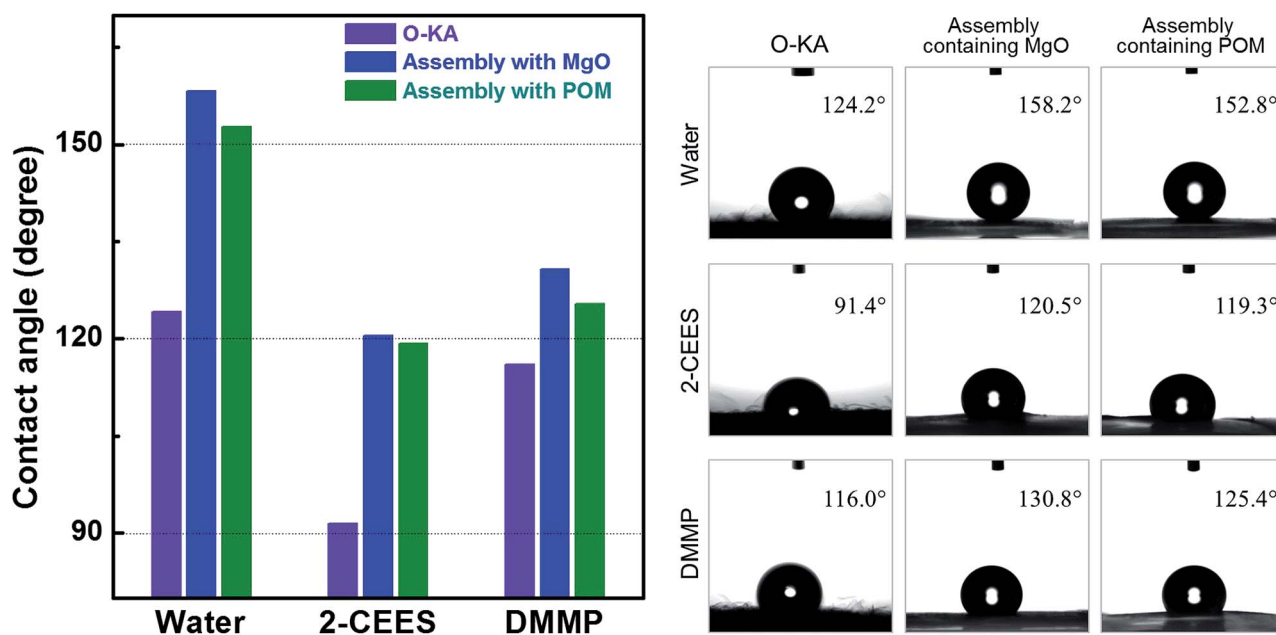 Contact angle (degree)
150
120
90
O-KA
Assembly with MgO
Assembly with POM
Water
2-CEES
DMMP
O-KA
Assembly
containing MgO
Assembly
containing POM
Water
124.2°
158.2°
152.8°
2-CEES
91.4°
120.5°
119.3°
DMMP
116.0°
130.8°
125.4°